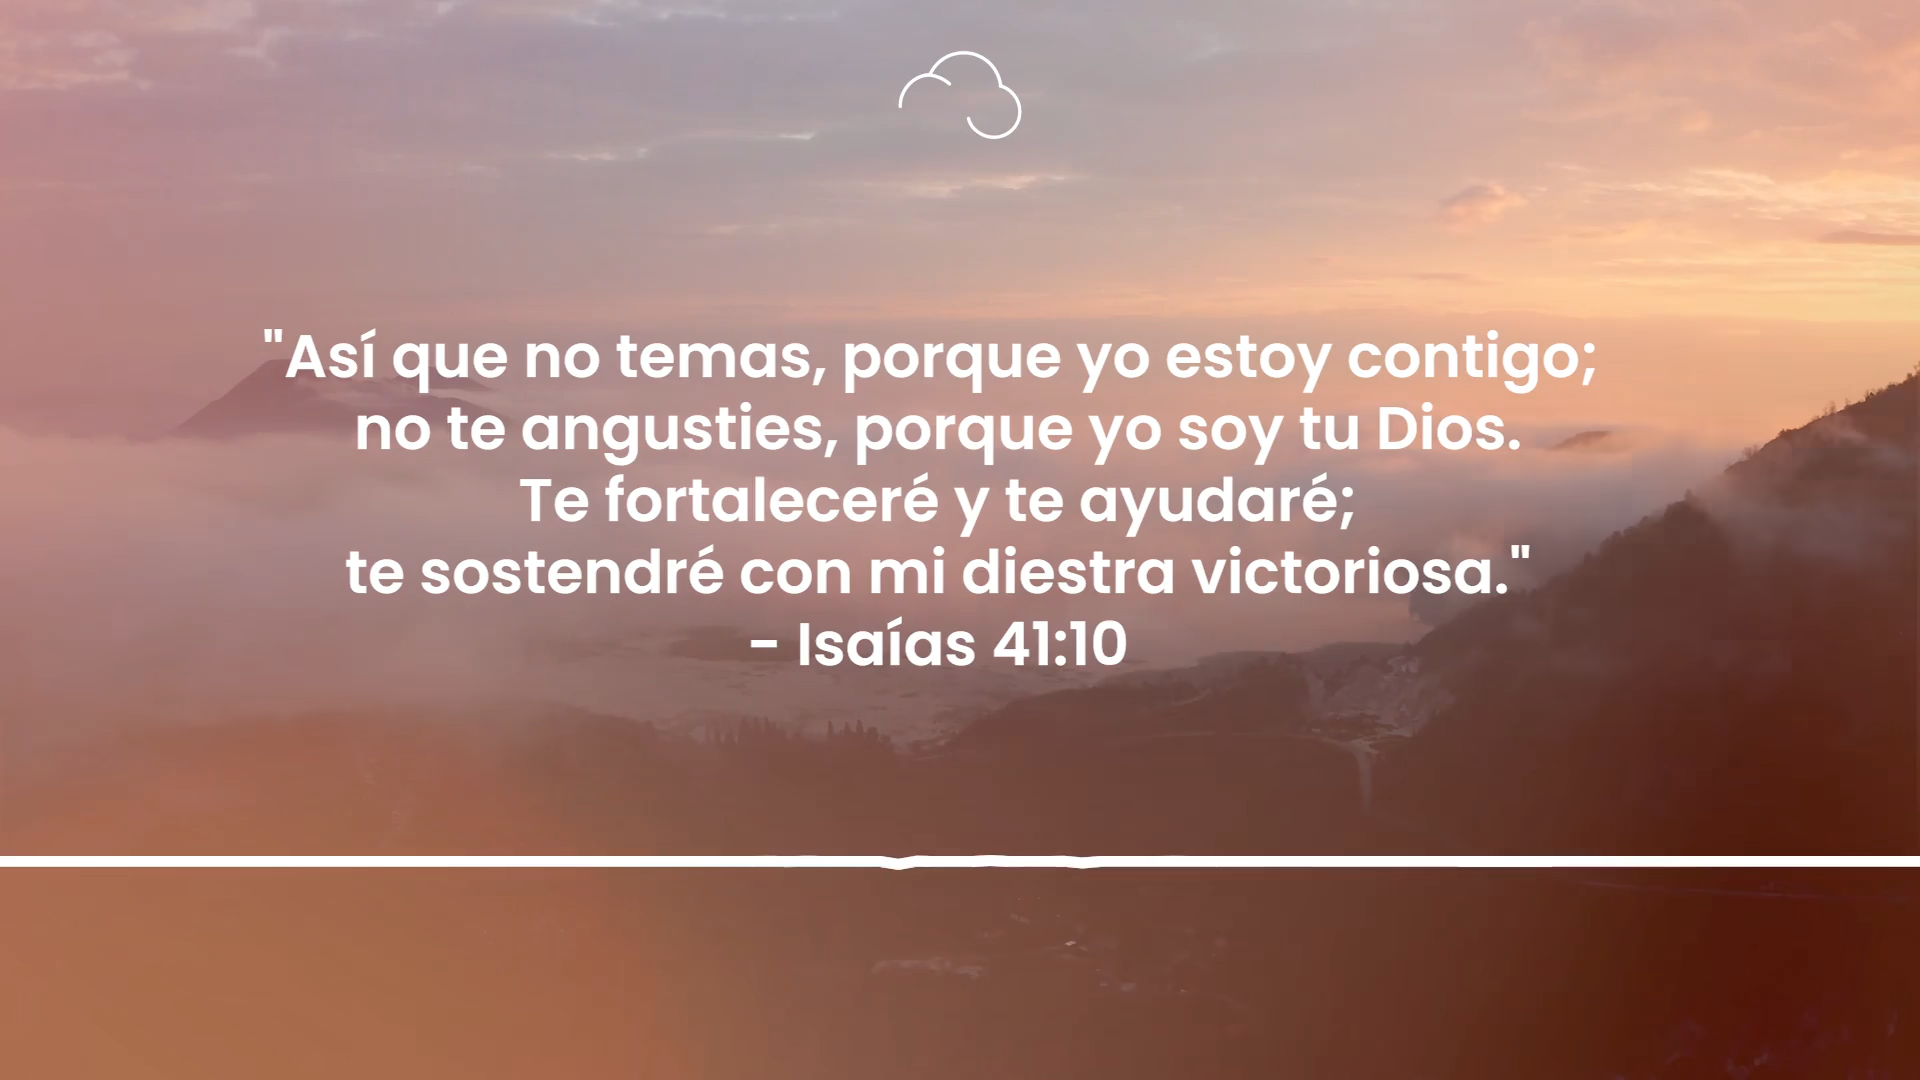 "Así que no temas, porque yo estoy contigo;
no te angusties, porque yo soy tu Dios.
Te fortaleceré y te ayudaré;
te sostendré con mi diestra victoriosa."
- Isaías 41:10